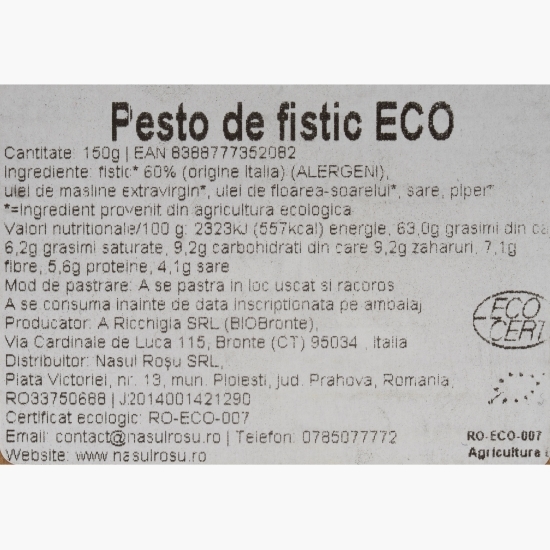 Pesto de fistic ECO
Cantitate: 150g | EAN 8388777352082
Ingrediente: fistic* 60% (origine Italia) (ALERGEN!),
ulei de masline extravirgin*, ulei de floarea-soarelui*, sare, piper*
*=Ingredient provenit din agricultura ecologica
Valori nutritionale/100 g: 2323kJ (557kcal) energie, 63,0g grasimi din ca
6,2g grasimi saturate, 9,2g carbohidrati din care 9,2g zaharuri, 7,1g
fibre, 5,6g proteine, 4,1g sare
Mod de pastrare: A se pastra in loc uscat si racoros
A se consuma inainte de data inscriptionata pe ambalaj
Producator: A Ricchigia SRL (BIOBronte),
Via Cardinale de Luca 115, Bronte (CT) 95034 , Italia
Distribuitor: Nasul Roșu SRL,
Piata Victoriei, nr. 13, mun. Ploiesti, jud. Prahova, Romania,
RO33750688 | J2014001421290
Certificat ecologic: RO-ECO-007
Email: contact@nasulrosu.ro | Telefon: 0785077772
Website: www.nasulrosu.ro
ECO
CERT
RO-ECO-007
Agricultura